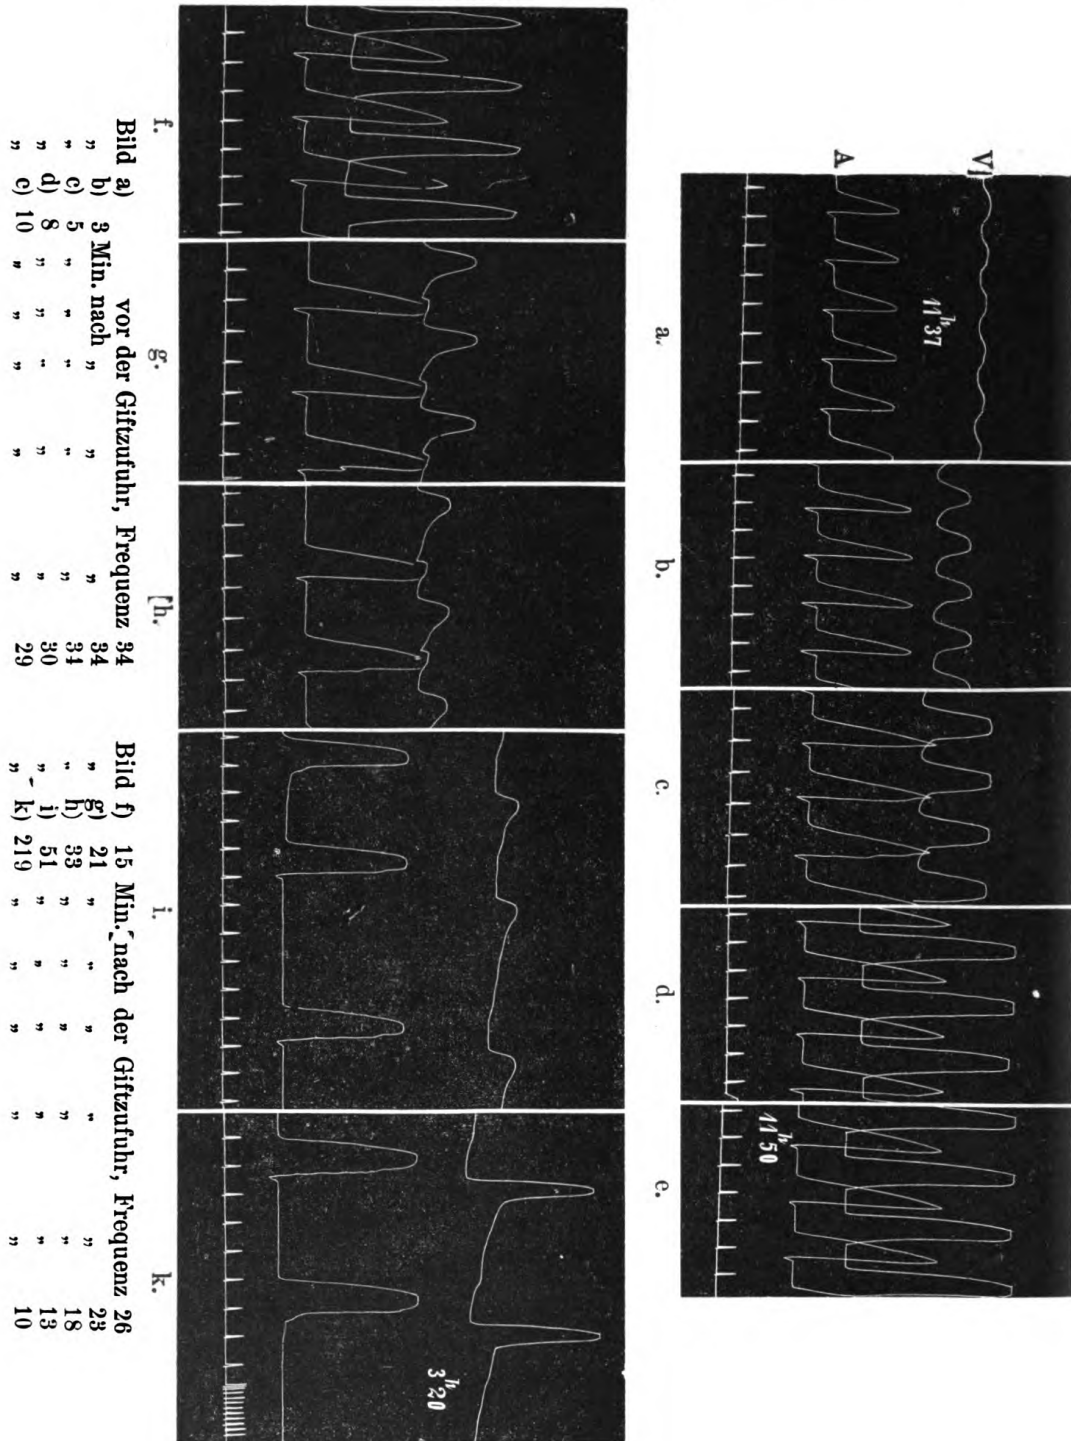 V
A
11h 37
11h 50
a. b. c. d. e.
3h 20
f. g. h. i. k.
Bild a) vor der Giftzufuhr, Frequenz 34
„ b) 3 Min. nach „ „ „ 34
„ c) 5 „ „ „ „ „ 34
„ d) 8 „ „ „ „ „ 30
„ e) 10 „ „ „ „ „ 29
Bild f) 15 Min. nach der Giftzufuhr, Frequenz 26
„ g) 21 „ „ „ „ „ 23
„ h) 33 „ „ „ „ „ 18
„ i) 51 „ „ „ „ „ 13
„ k) 219 „ „ „ „ „ 10